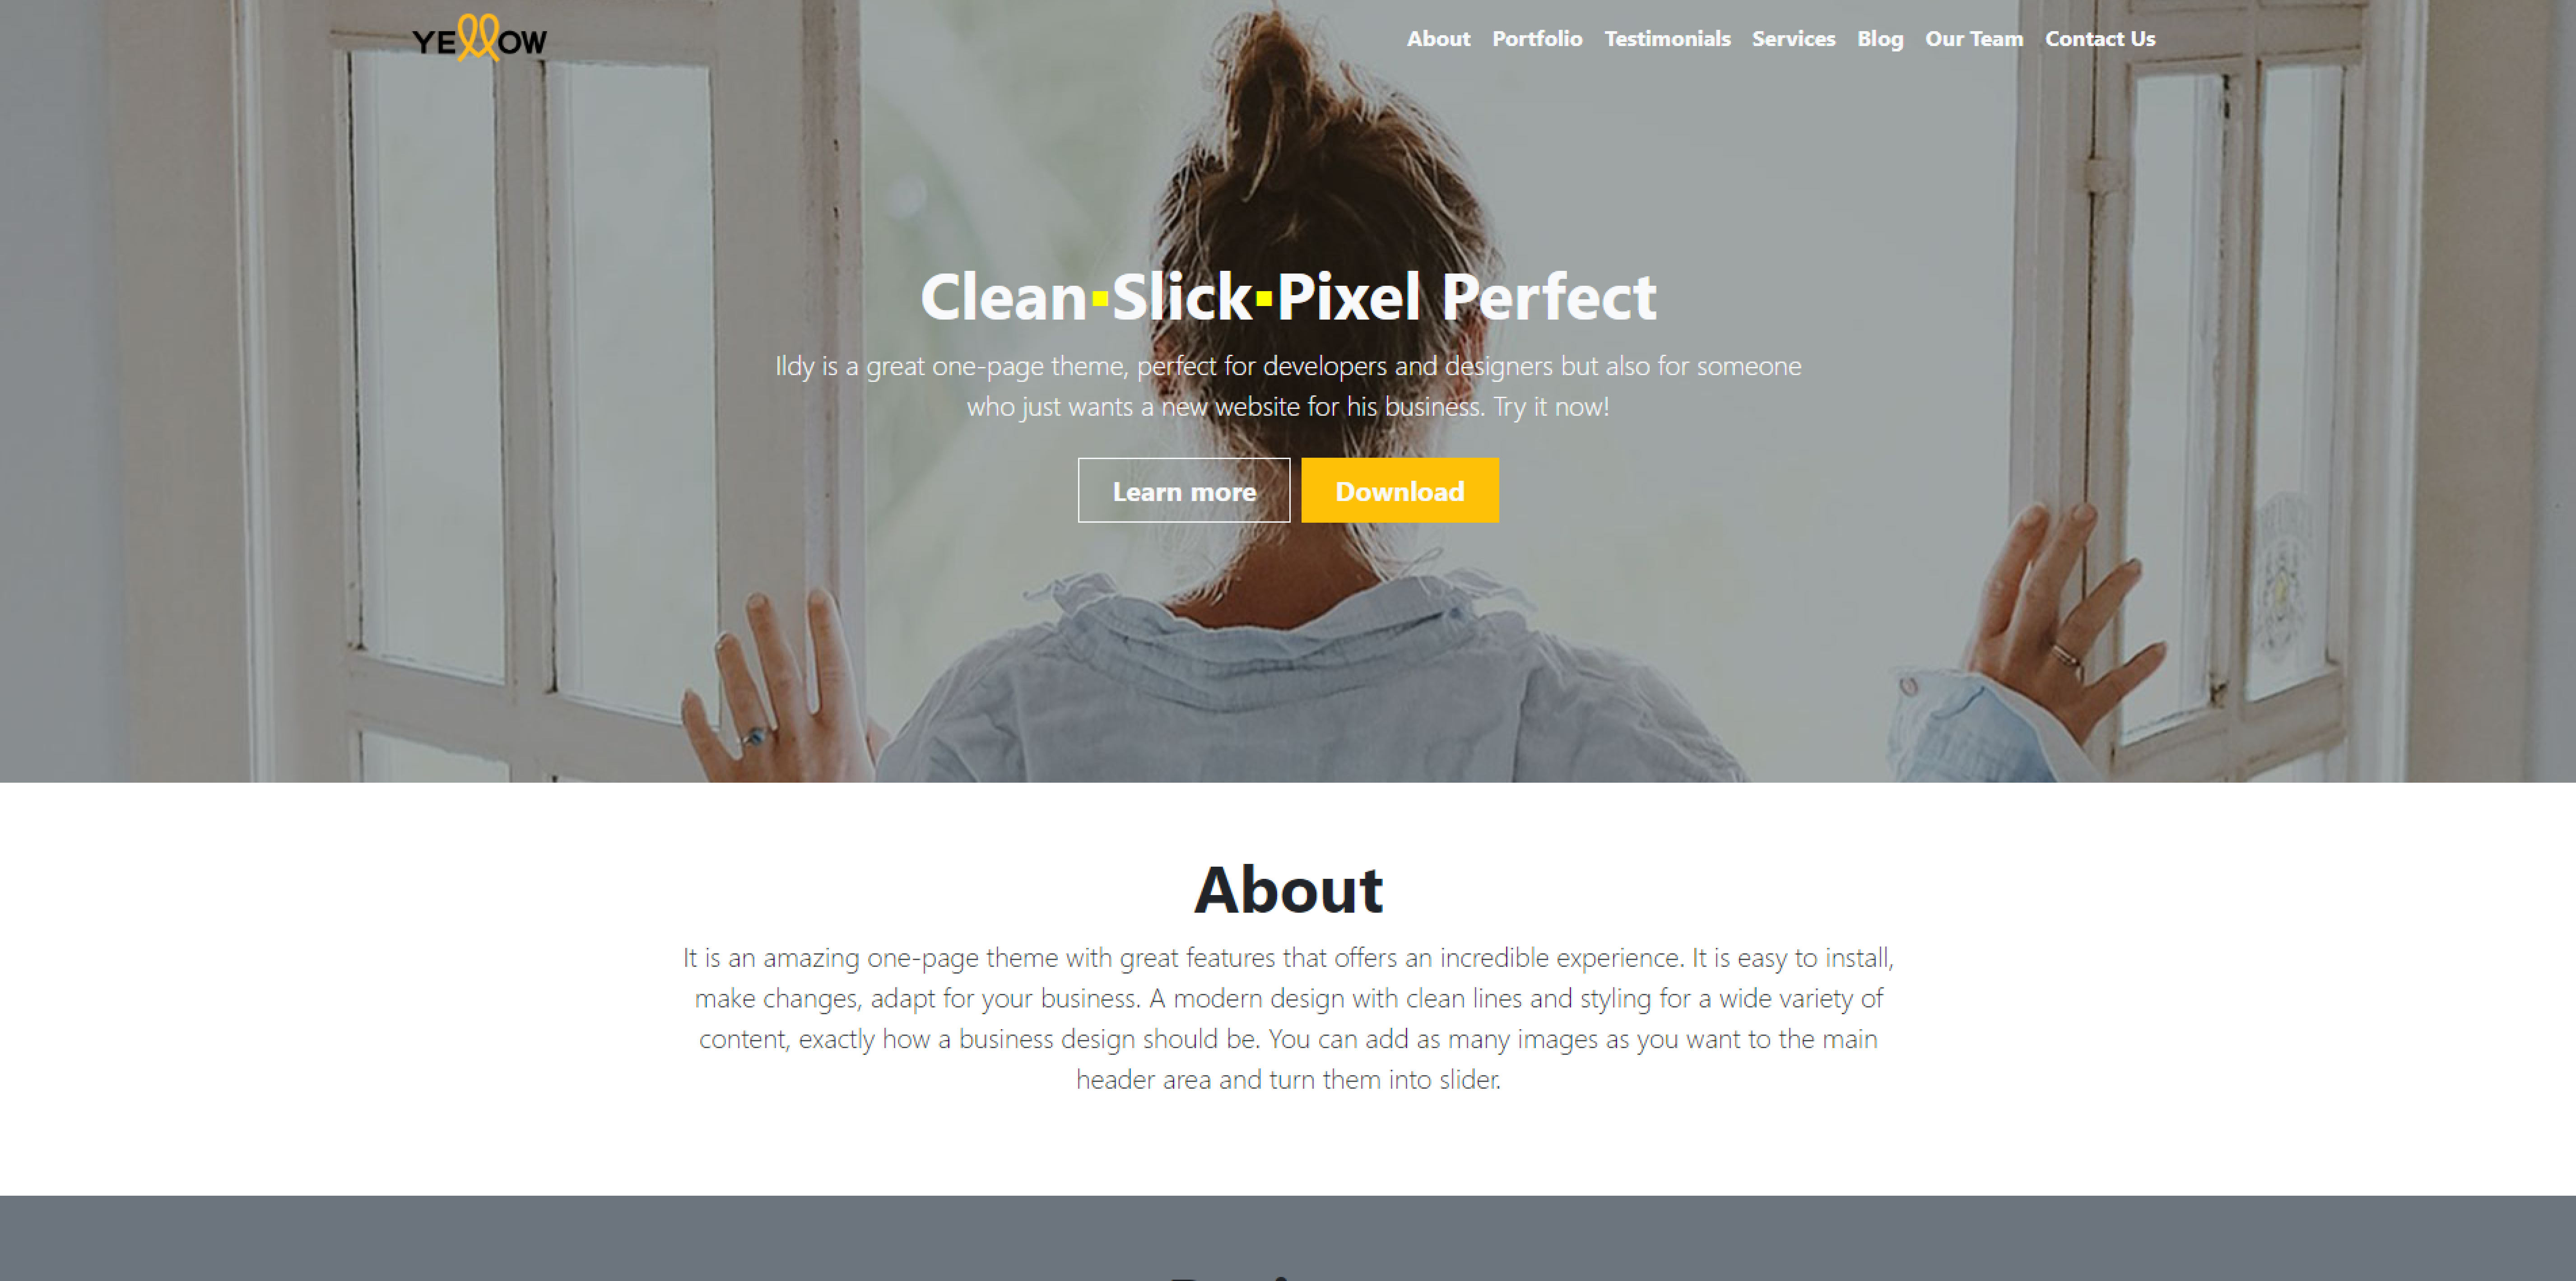 YELLOW
About Portfolio Testimonials Services Blog Our Team Contact Us
Clean▪Slick▪Pixel Perfect
Ildy is a great one-page theme, perfect for developers and designers but also for someone
who just wants a new website for his business. Try it now!
Learn more Download
About
It is an amazing one-page theme with great features that offers an incredible experience. It is easy to install,
make changes, adapt for your business. A modern design with clean lines and styling for a wide variety of
content, exactly how a business design should be. You can add as many images as you want to the main
header area and turn them into slider.